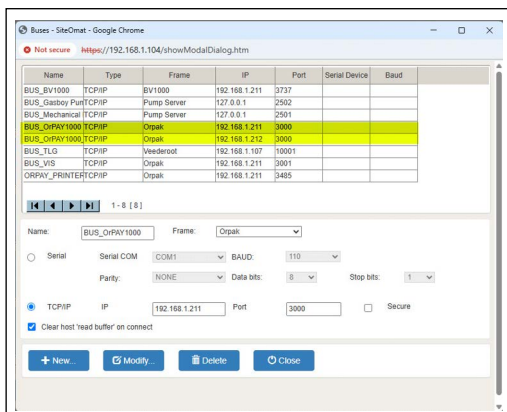 Buses - SiteOmat - Google Chrome
Not secure https://192.168.1.104/showModalDialog.htm
Name Type Frame IP Port Serial Device Baud
BUS_BV1000 TCP/IP BV1000 192.168.1.211 3737
BUS_Gasboy Pun TCP/IP Pump Server 127.0.0.1 2502
BUS_Mechanical TCP/IP Pump Server 127.0.0.1 2501
BUS_OrPAY1000 TCP/IP Orpak 192.168.1.211 3000
BUS_OrPAY1000_ TCP/IP Orpak 192.168.1.212 3000
BUS_TLG TCP/IP Veederoot 192.168.1.107 10001
BUS_VIS TCP/IP Orpak 192.168.1.211 3001
ORPAY_PRINTER TCP/IP Orpak 192.168.1.211 3485
1-8 [8]
Name: BUS_OrPAY1000 Frame: Orpak
Serial Serial COM COM1 BAUD: 110
Parity: NONE Data bits: 8 Stop bits: 1
TCP/IP IP 192.168.1.211 Port 3000 Secure
Clear host 'read buffer' on connect
New... Modify... Delete Close